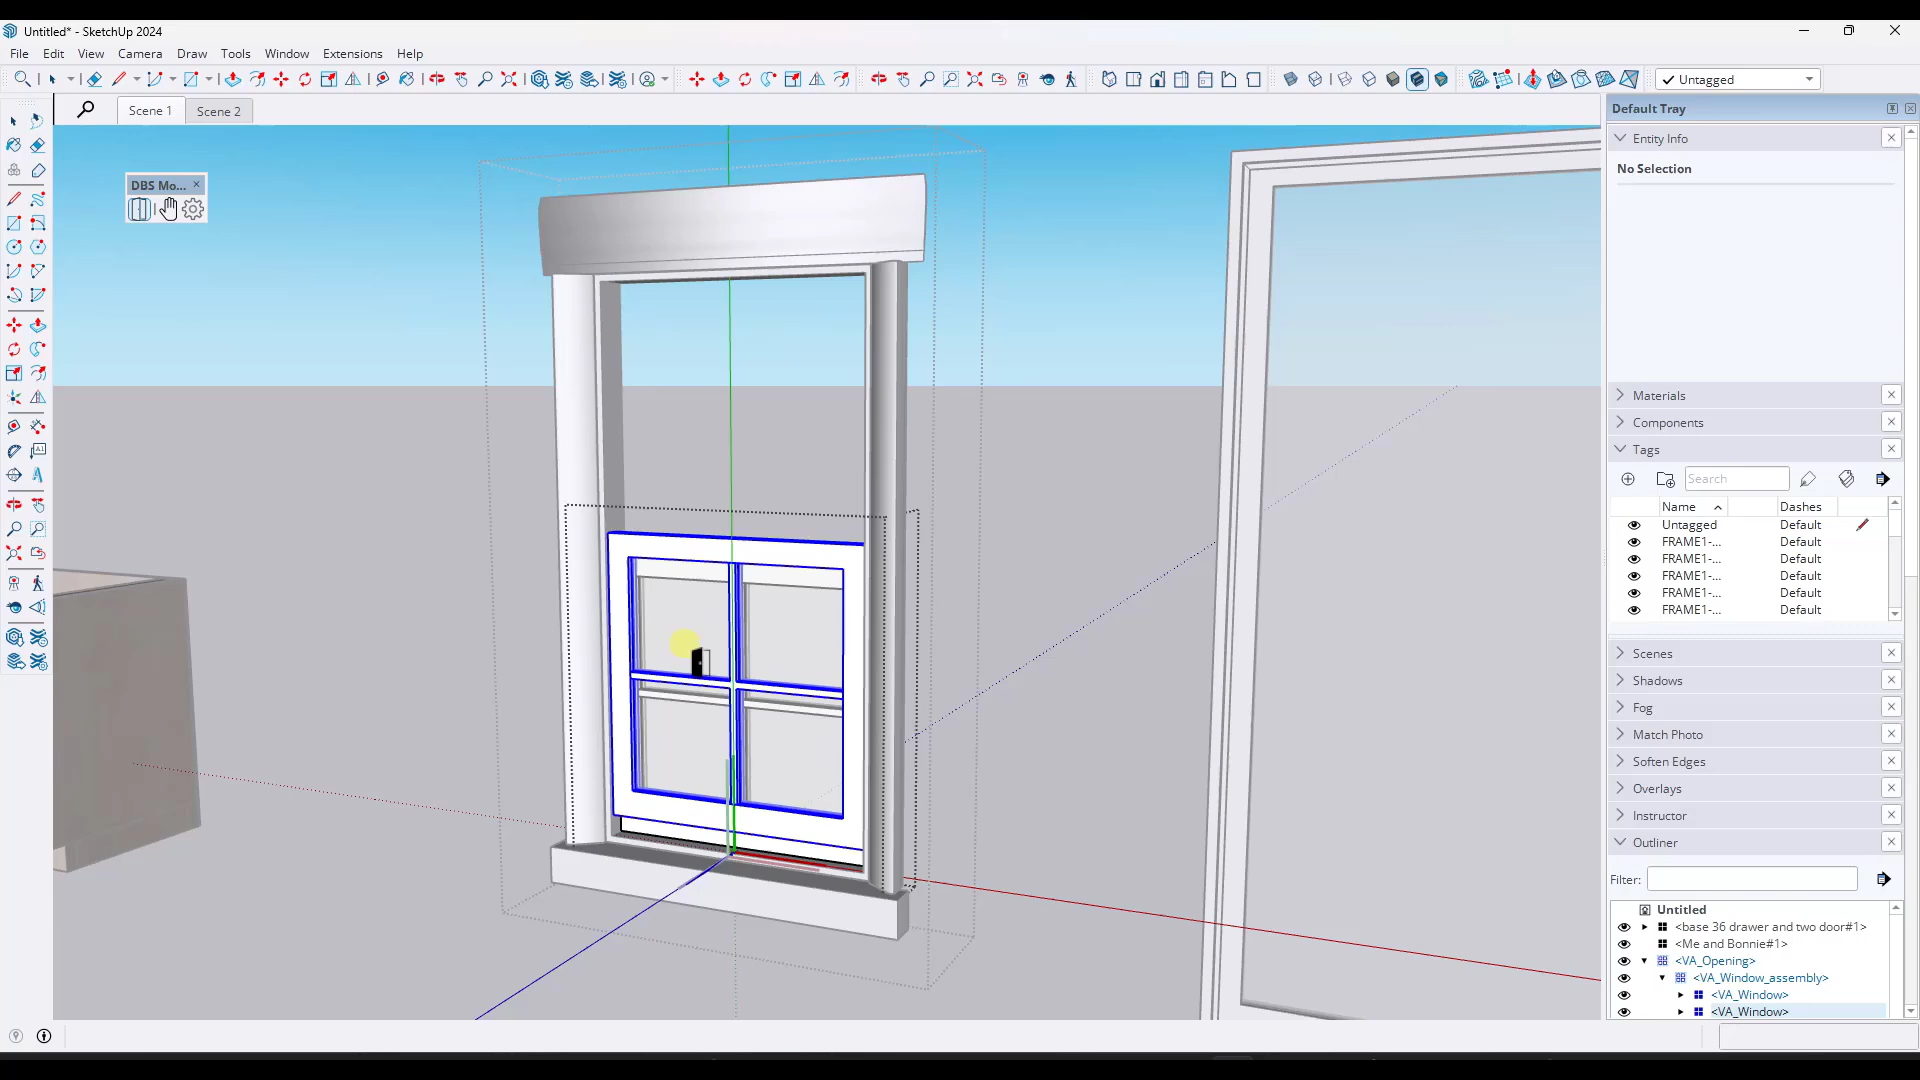 Untitled* - SketchUp 2024
File Edit View Camera Draw Tools Window Extensions Help
Untagged
Scene 1 Scene 2
Default Tray
Entity Info
No Selection
DBS Mo...
Materials
Components
Tags
Search
Name Dashes
Untagged Default
FRAME1-... Default
FRAME1-... Default
FRAME1-... Default
FRAME1-... Default
FRAME1-... Default
Scenes
Shadows
Fog
Match Photo
Soften Edges
Overlays
Instructor
Outliner
Filter:
Untitled
<base 36 drawer and two door#1>
<Me and Bonnie#1>
<VA_Opening>
<VA_Window_assembly>
<VA_Window>
<VA_Window>